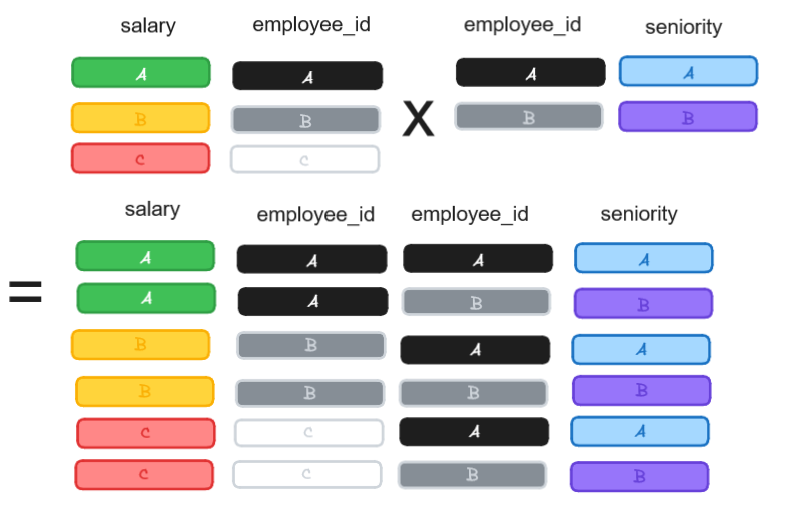 salary employee_id employee_id seniority
A A A A
B B X B B
C C
salary employee_id employee_id seniority
A A A A
= A A B B
B B A A
B B B B
C C A A
C C B B